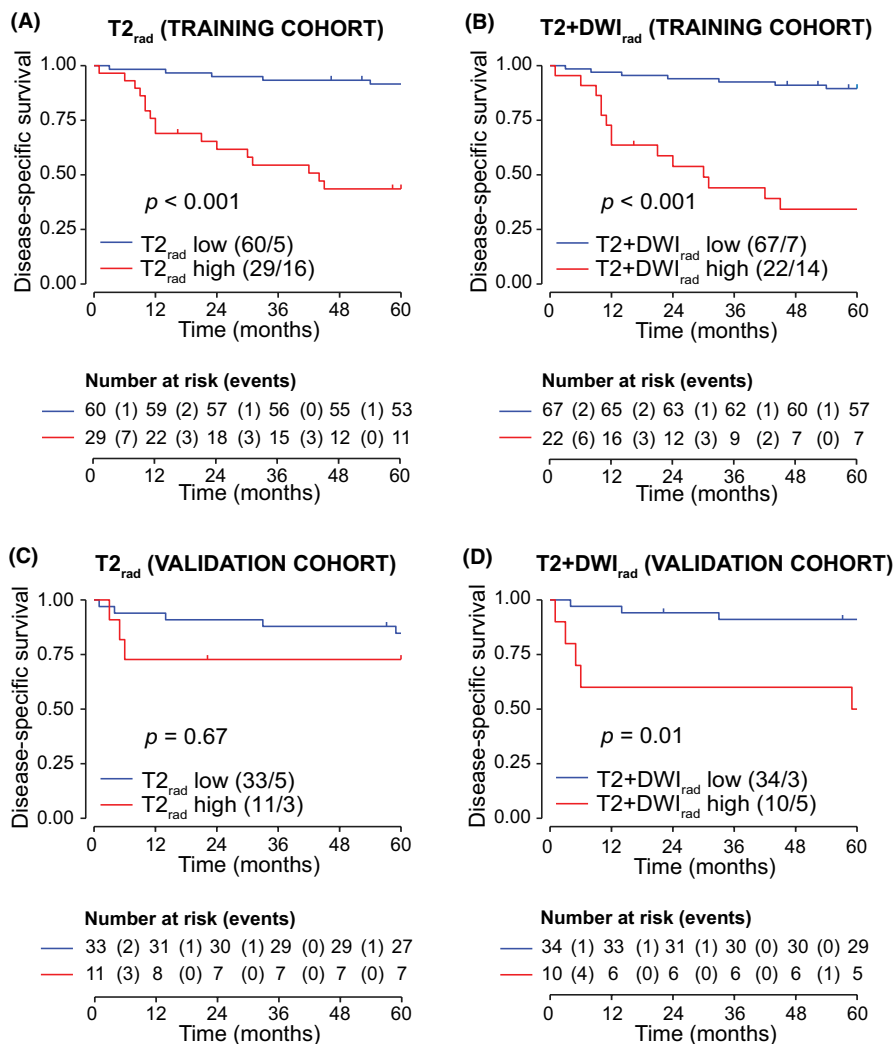 (A)
T2rad (TRAINING COHORT)
Disease-specific survival
1.00
0.75
0.50
0.25
0.00
p < 0.001
T2rad low (60/5)
T2rad high (29/16)
0 12 24 36 48 60
Time (months)
Number at risk (events)
60 (1) 59 (2) 57 (1) 56 (0) 55 (1) 53
29 (7) 22 (3) 18 (3) 15 (3) 12 (0) 11
0 12 24 36 48 60
Time (months)
(B)
T2+DWIrad (TRAINING COHORT)
Disease-specific survival
1.00
0.75
0.50
0.25
0.00
p < 0.001
T2+DWIrad low (67/7)
T2+DWIrad high (22/14)
0 12 24 36 48 60
Time (months)
Number at risk (events)
67 (2) 65 (2) 63 (1) 62 (1) 60 (1) 57
22 (6) 16 (3) 12 (3) 9 (2) 7 (0) 7
0 12 24 36 48 60
Time (months)
(C)
T2rad (VALIDATION COHORT)
Disease-specific survival
1.00
0.75
0.50
0.25
0.00
p = 0.67
T2rad low (33/5)
T2rad high (11/3)
0 12 24 36 48 60
Time (months)
Number at risk (events)
33 (2) 31 (1) 30 (1) 29 (0) 29 (1) 27
11 (3) 8 (0) 7 (0) 7 (0) 7 (0) 7
0 12 24 36 48 60
Time (months)
(D)
T2+DWIrad (VALIDATION COHORT)
Disease-specific survival
1.00
0.75
0.50
0.25
0.00
p = 0.01
T2+DWIrad low (34/3)
T2+DWIrad high (10/5)
0 12 24 36 48 60
Time (months)
Number at risk (events)
34 (1) 33 (1) 31 (1) 30 (0) 30 (0) 29
10 (4) 6 (0) 6 (0) 6 (0) 6 (1) 5
0 12 24 36 48 60
Time (months)